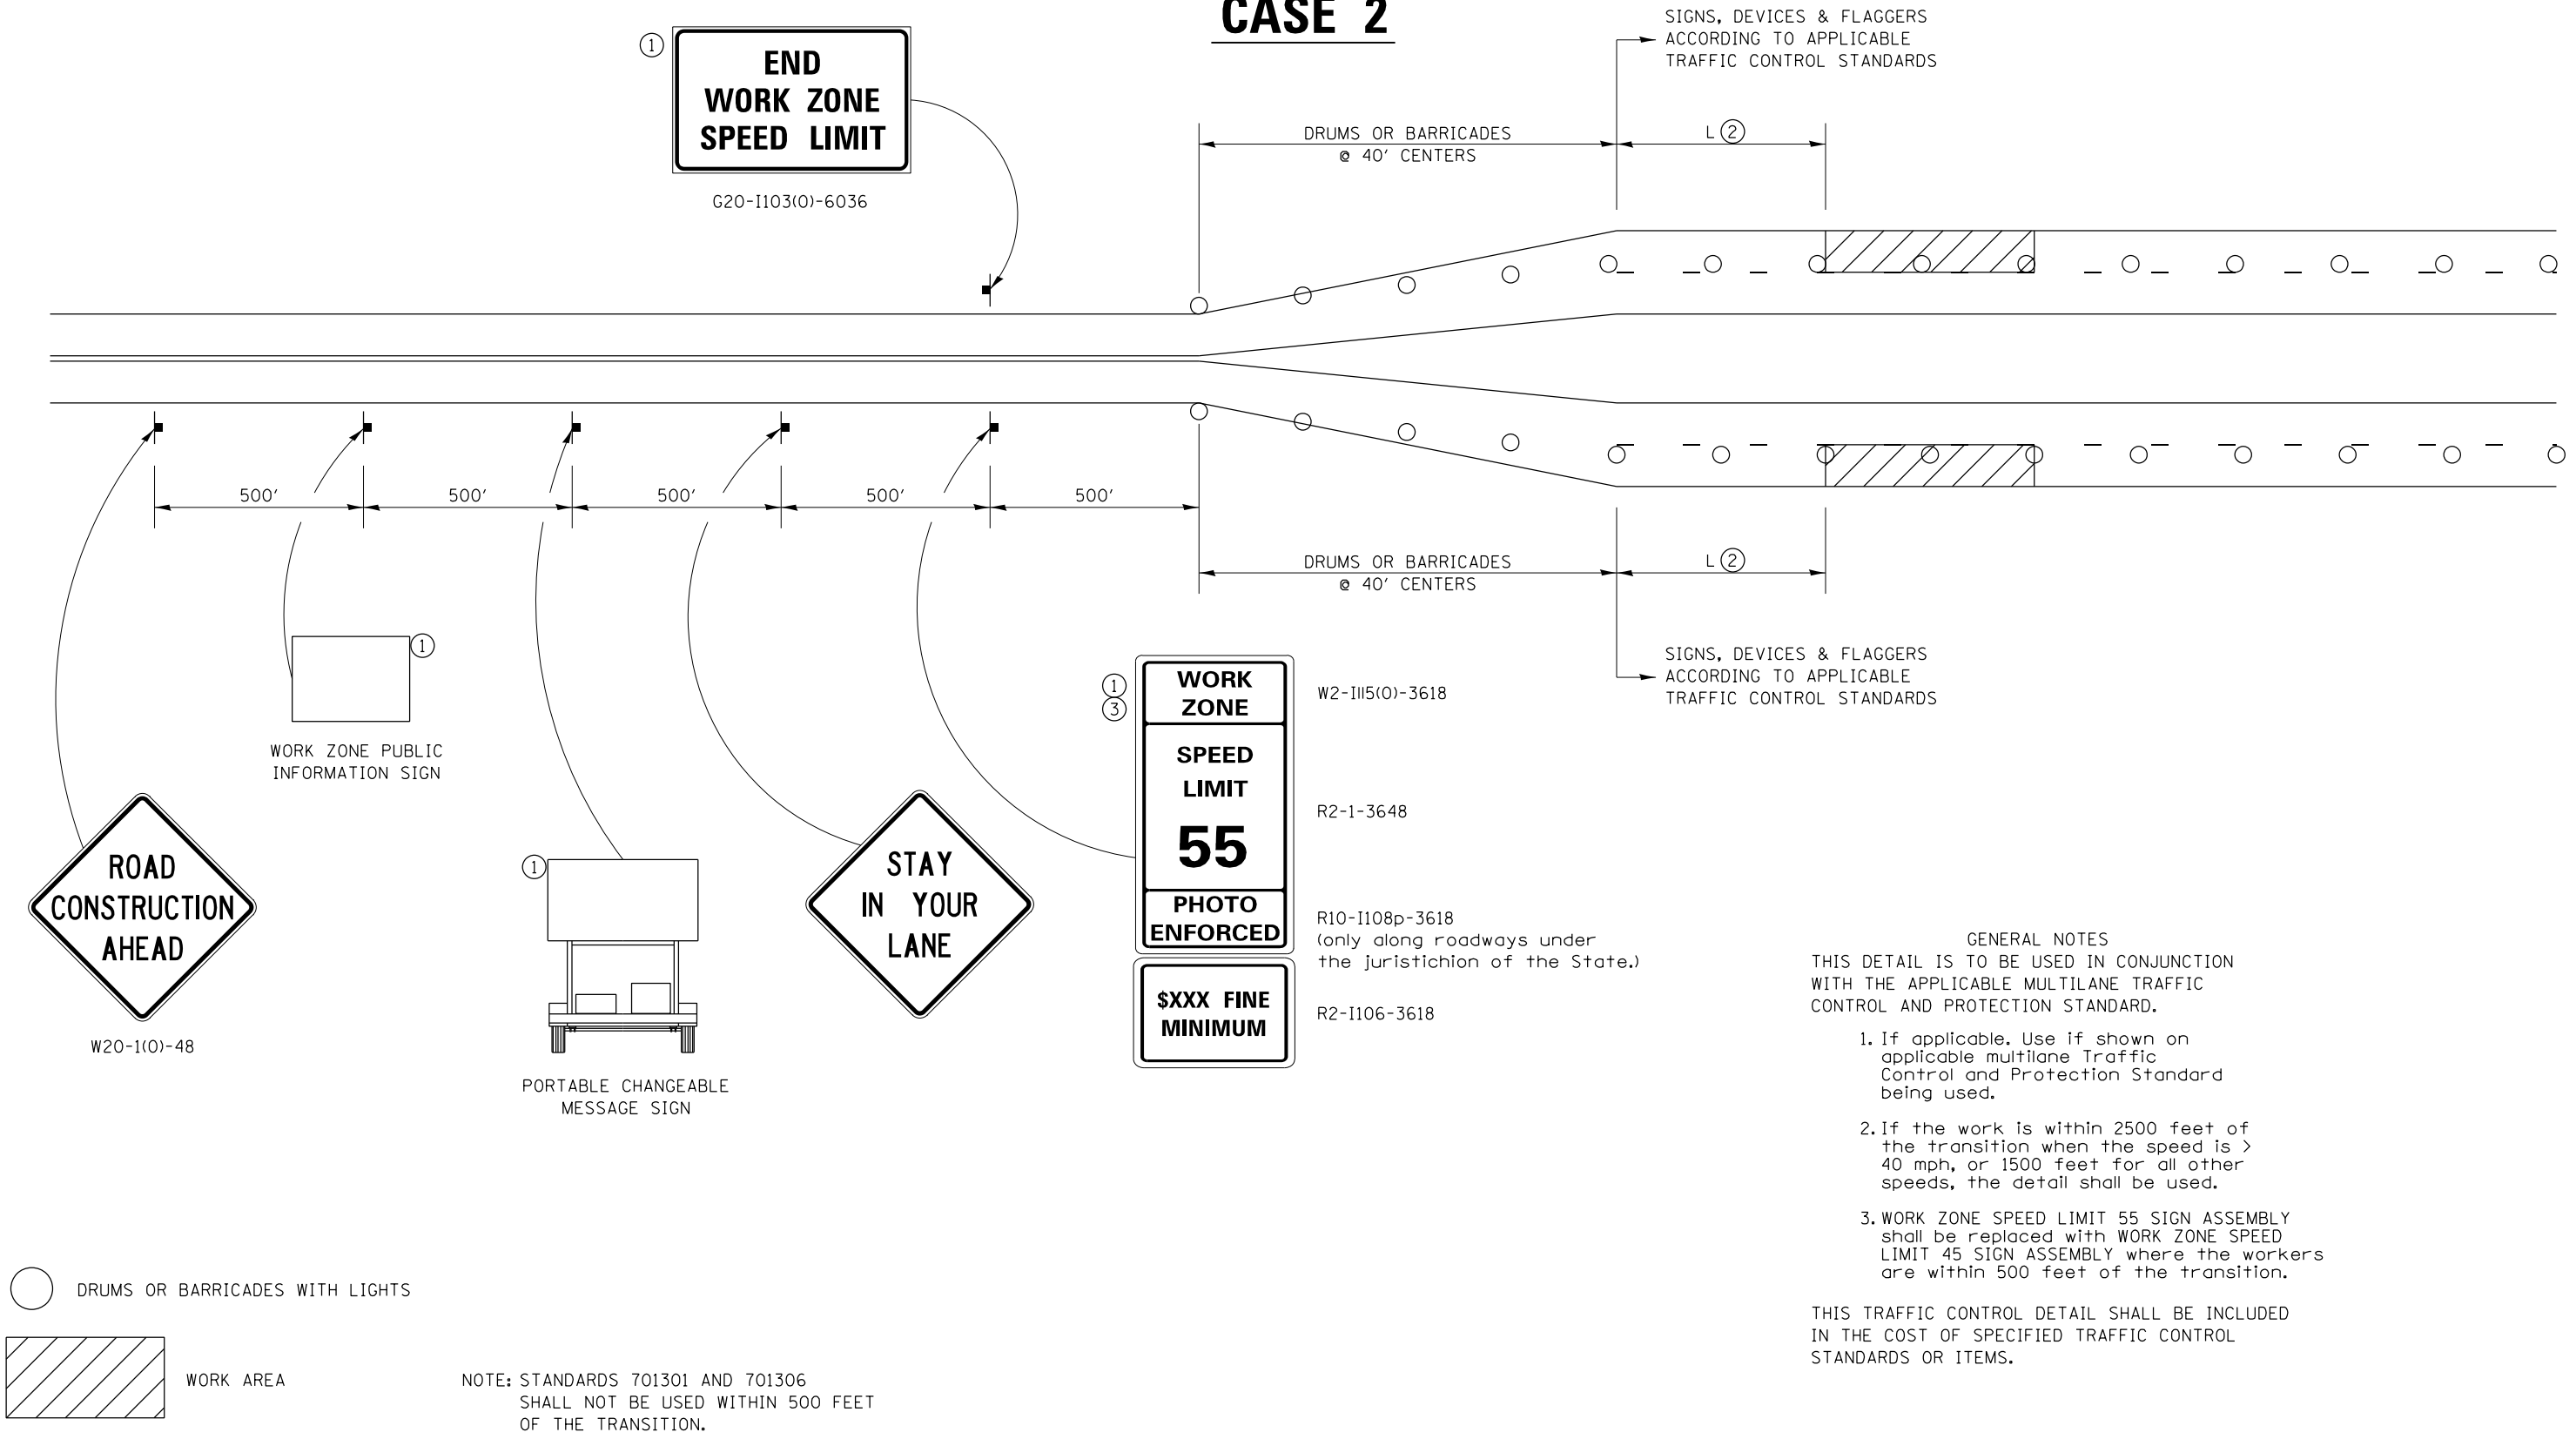 CASE 2
①
END
WORK ZONE
SPEED LIMIT
G20-I103(O)-6036
SIGNS, DEVICES & FLAGGERS
ACCORDING TO APPLICABLE
TRAFFIC CONTROL STANDARDS
DRUMS OR BARRICADES
@ 40' CENTERS
L ②
500'
500'
500'
500'
500'
DRUMS OR BARRICADES
@ 40' CENTERS
L ②
SIGNS, DEVICES & FLAGGERS
ACCORDING TO APPLICABLE
TRAFFIC CONTROL STANDARDS
①
WORK ZONE PUBLIC
INFORMATION SIGN
ROAD
CONSTRUCTION
AHEAD
W20-1(O)-48
①
PORTABLE CHANGEABLE
MESSAGE SIGN
STAY
IN YOUR
LANE
①
③
WORK
ZONE
W2-I115(O)-3618
SPEED
LIMIT
55
R2-1-3648
PHOTO
ENFORCED
R10-I108p-3618
(only along roadways under
the juristichion of the State.)
$XXX FINE
MINIMUM
R2-I106-3618
GENERAL NOTES
THIS DETAIL IS TO BE USED IN CONJUNCTION
WITH THE APPLICABLE MULTILANE TRAFFIC
CONTROL AND PROTECTION STANDARD.
1. If applicable. Use if shown on
applicable multilane Traffic
Control and Protection Standard
being used.
2. If the work is within 2500 feet of
the transition when the speed is >
40 mph, or 1500 feet for all other
speeds, the detail shall be used.
3. WORK ZONE SPEED LIMIT 55 SIGN ASSEMBLY
shall be replaced with WORK ZONE SPEED
LIMIT 45 SIGN ASSEMBLY where the workers
are within 500 feet of the transition.
THIS TRAFFIC CONTROL DETAIL SHALL BE INCLUDED
IN THE COST OF SPECIFIED TRAFFIC CONTROL
STANDARDS OR ITEMS.
DRUMS OR BARRICADES WITH LIGHTS
WORK AREA
NOTE: STANDARDS 701301 AND 701306
SHALL NOT BE USED WITHIN 500 FEET
OF THE TRANSITION.